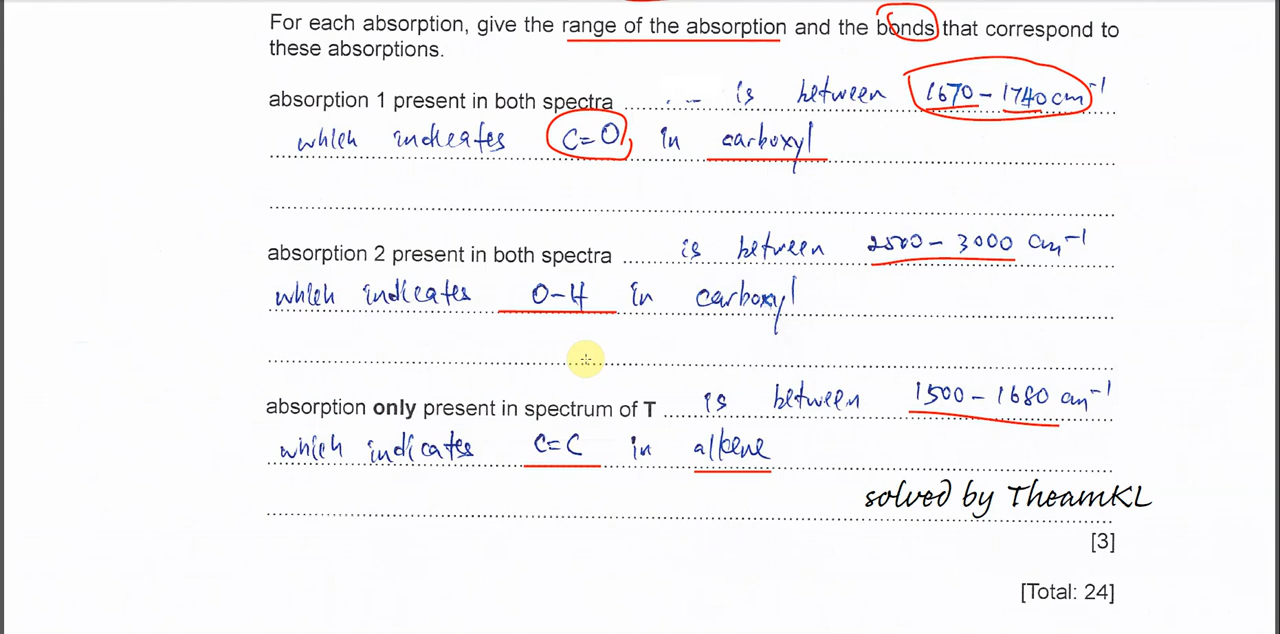 For each absorption, give the range of the absorption and the bonds that correspond to
these absorptions.
absorption 1 present in both spectra is between 1670 - 1740 cm⁻¹
which indicates C=O in carboxyl
absorption 2 present in both spectra is between 2500 - 3000 cm⁻¹
which indicates O-H in carboxyl
absorption only present in spectrum of T is between 1500 - 1680 cm⁻¹
which indicates C=C in alkene
solved by TheamKL
[3]
[Total: 24]